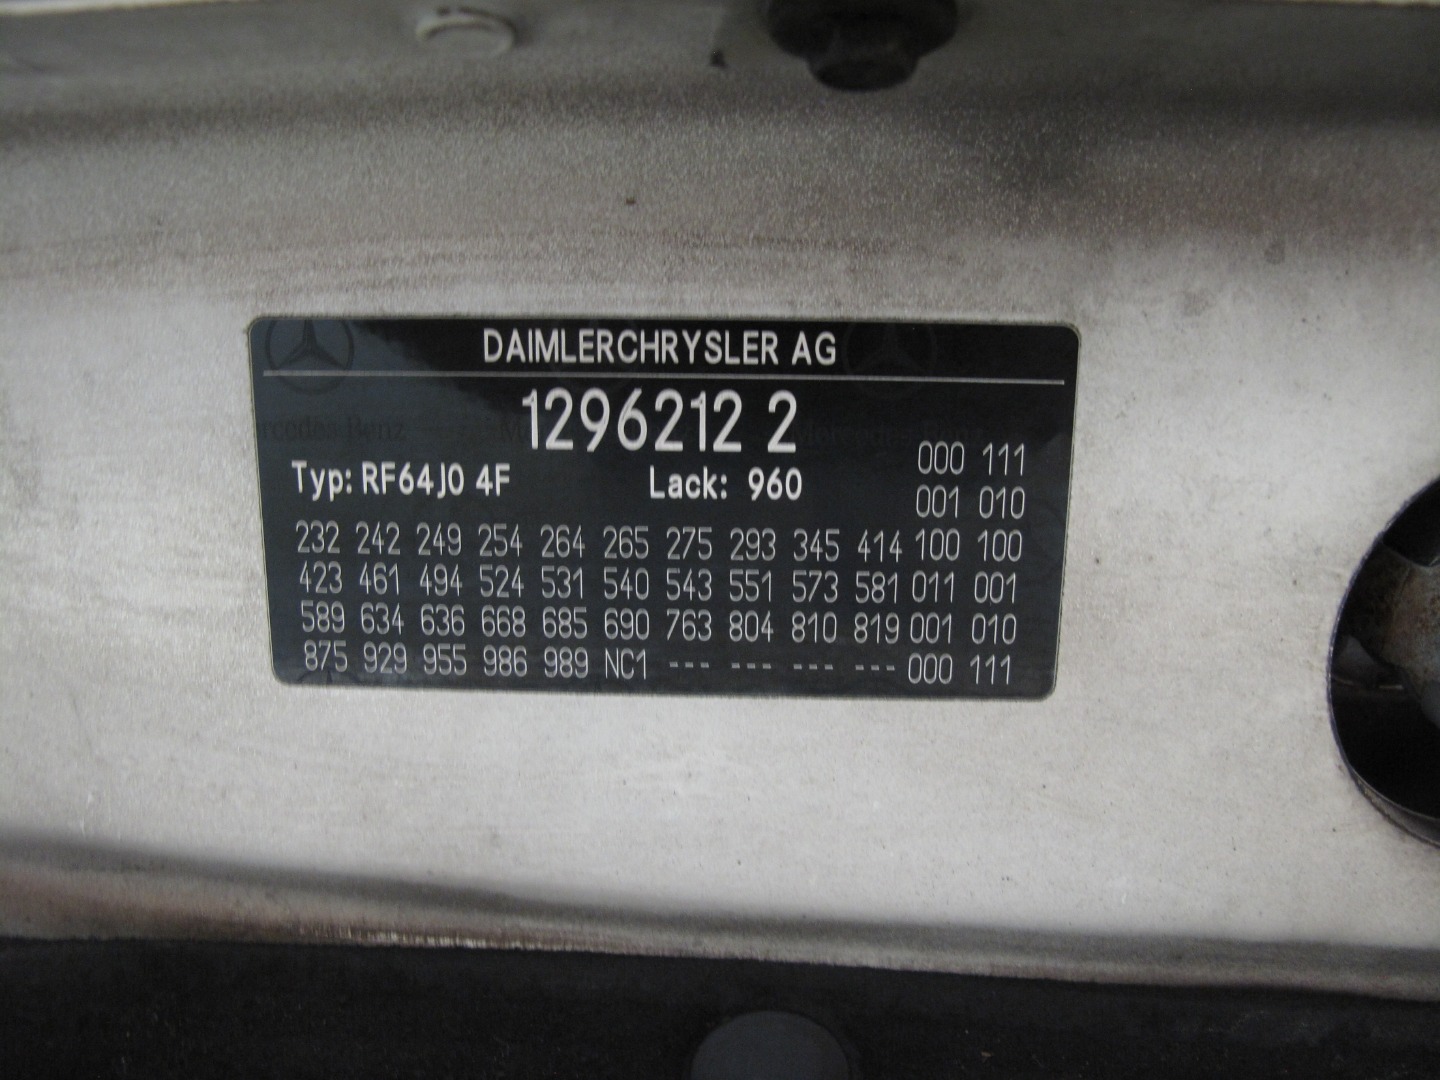 DAIMLERCHRYSLER AG
1296212 2
000 111
Typ: RF64J0 4F Lack: 960
001 010
232 242 249 254 264 265 275 293 345 414 100 100
423 461 494 524 531 540 543 551 573 581 011 001
589 634 636 668 685 690 763 804 810 819 001 010
875 929 955 986 989 NC1 --- --- --- --- 000 111